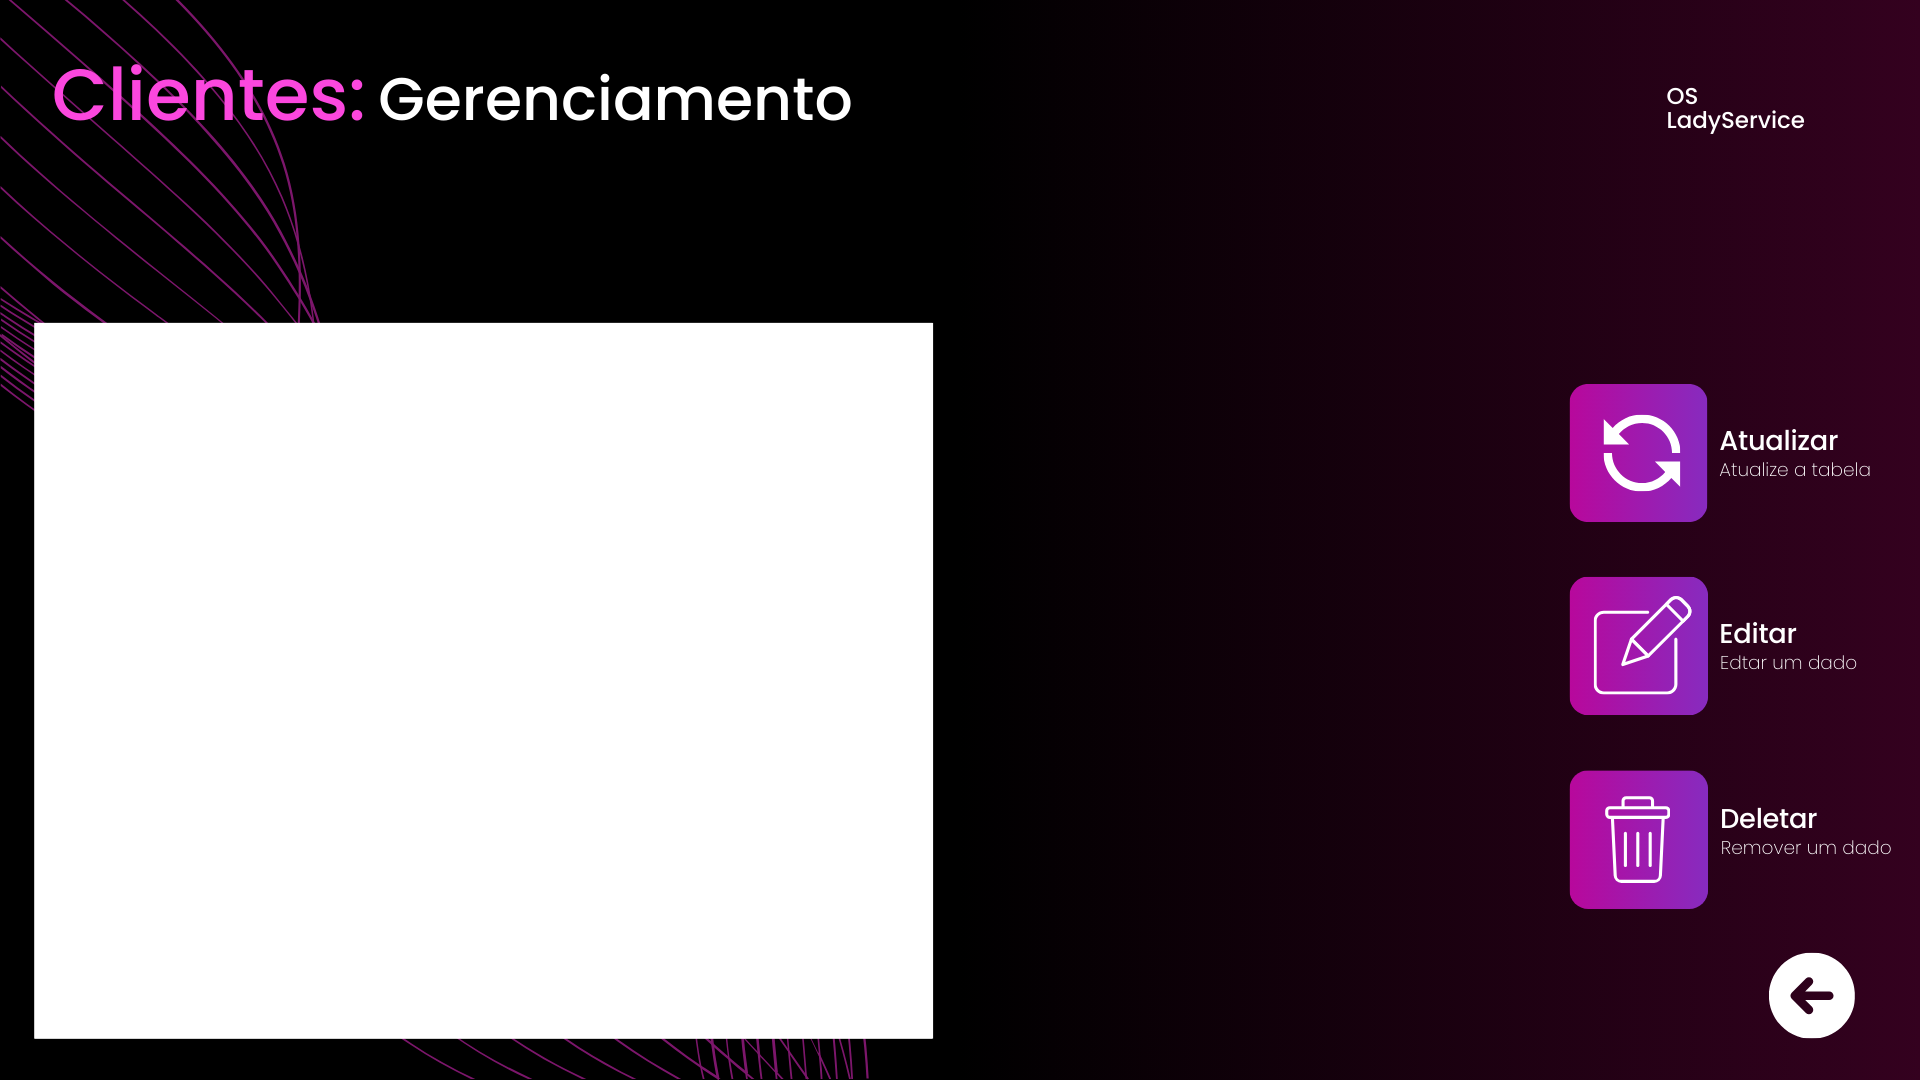 Clientes: Gerenciamento
OS
LadyService
Atualizar
Atualize a tabela
Editar
Edtar um dado
Deletar
Remover um dado